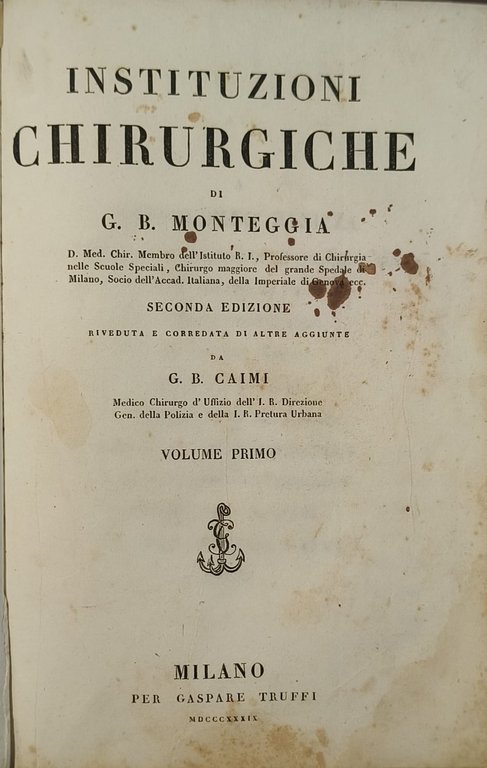 INSTITUZIONI
CHIRURGICHE
DI
G. B. MONTEGGIA
D. Med. Chir. Membro dell'Istituto R. I., Professore di Chirurgia
nelle Scuole Speciali, Chirurgo maggiore del grande Spedale di
Milano, Socio dell'Accad. Italiana, della Imperiale di Genova ecc.
SECONDA EDIZIONE
RIVEDUTA E CORREDATA DI ALTRE AGGIUNTE
DA
G. B. CAIMI
Medico Chirurgo d'Uffizio dell'I. R. Direzione
Gen. della Polizia e della I. R. Pretura Urbana
VOLUME PRIMO
MILANO
PER GASPARE TRUFFI
MDCCCXXXIX